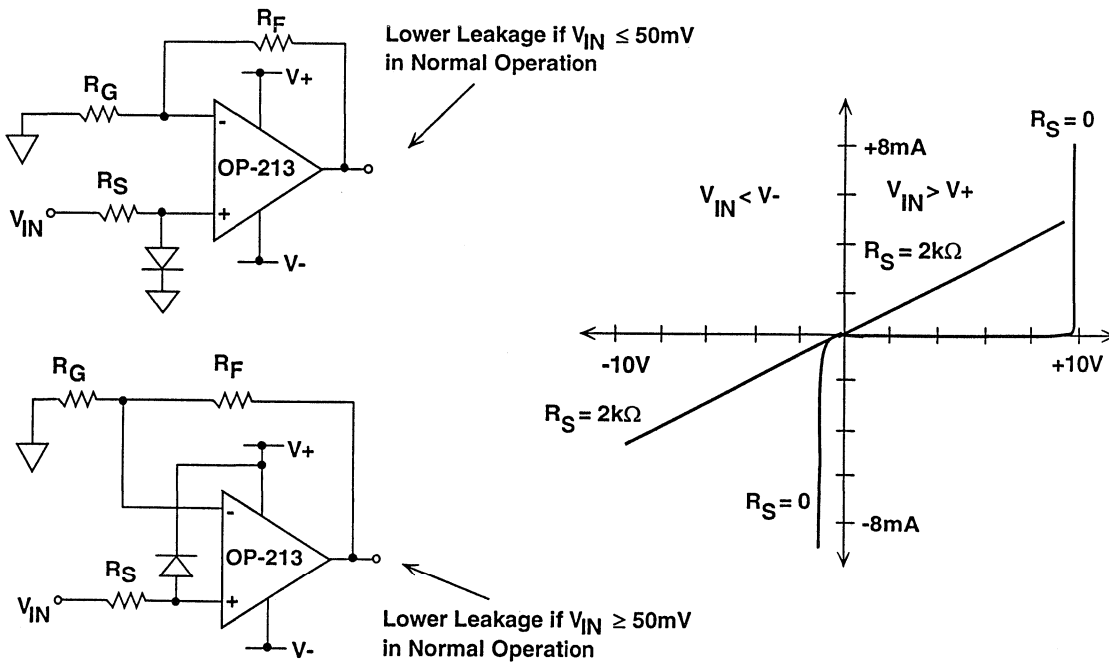 RF
Lower Leakage if VIN ≤ 50mV
in Normal Operation
V+
RG
-
OP-213
RS
+
VIN
V-
RS = 0
+8mA
VIN < V-
VIN > V+
RS = 2kΩ
-10V
+10V
RS = 2kΩ
RS = 0
-8mA
RG
RF
V+
-
OP-213
RS
+
VIN
V-
Lower Leakage if VIN ≥ 50mV
in Normal Operation